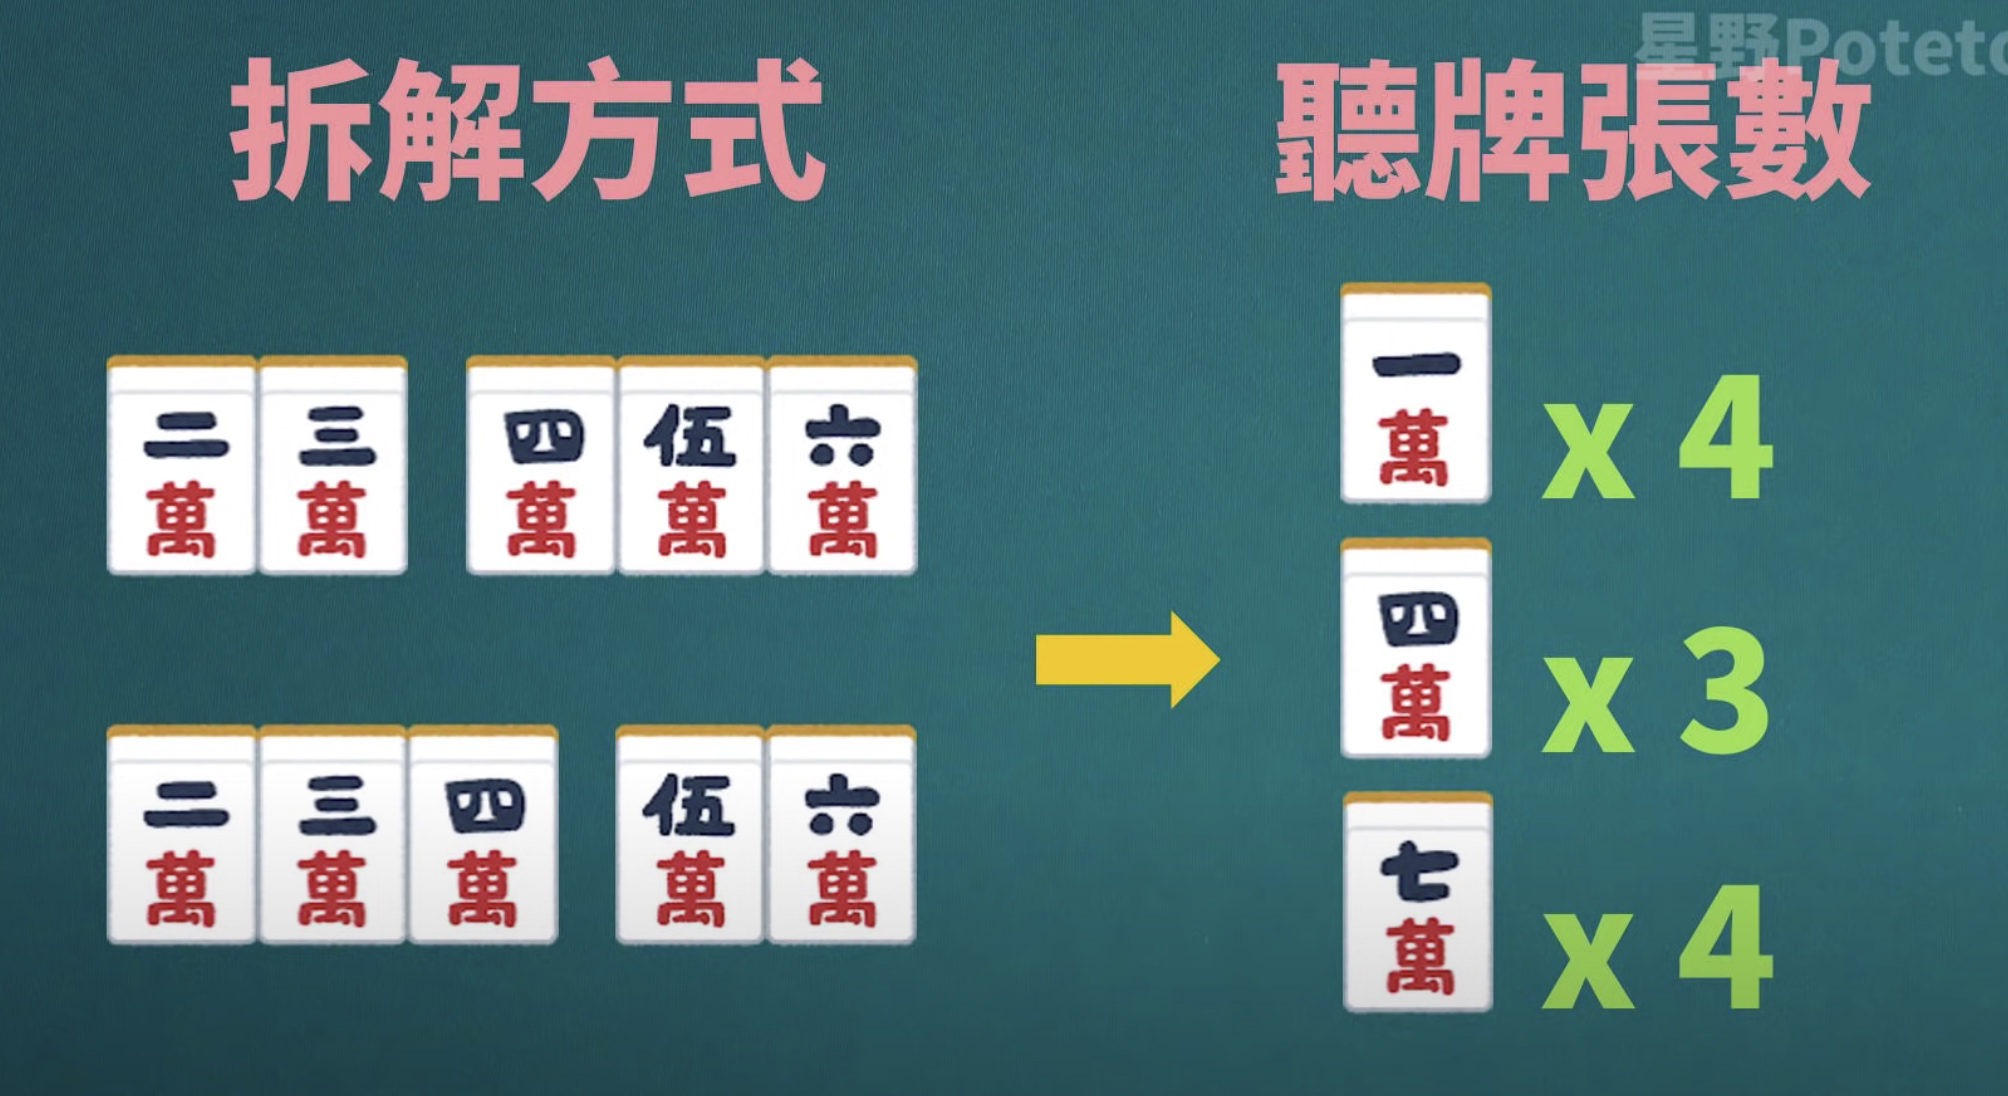 星野Potet
拆解方式
聽牌張數
二萬 三萬 四萬 伍萬 六萬
二萬 三萬 四萬 伍萬 六萬
一萬 x 4
四萬 x 3
七萬 x 4